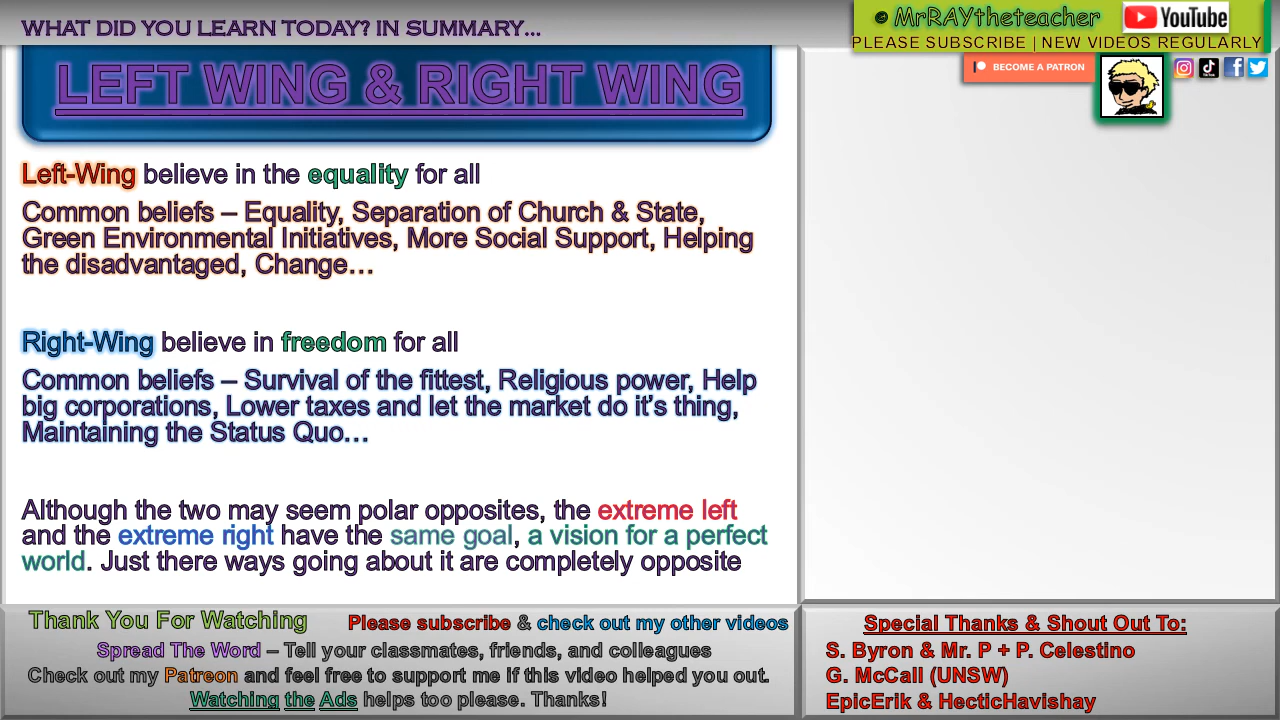 WHAT DID YOU LEARN TODAY? IN SUMMARY...
© MrRAYtheteacher
YouTube
PLEASE SUBSCRIBE | NEW VIDEOS REGULARLY
BECOME A PATRON
LEFT WING & RIGHT WING
Left-Wing believe in the equality for all
Common beliefs – Equality, Separation of Church & State,
Green Environmental Initiatives, More Social Support, Helping
the disadvantaged, Change…
Right-Wing believe in freedom for all
Common beliefs – Survival of the fittest, Religious power, Help
big corporations, Lower taxes and let the market do it's thing,
Maintaining the Status Quo…
Although the two may seem polar opposites, the extreme left
and the extreme right have the same goal, a vision for a perfect
world. Just there ways going about it are completely opposite
Thank You For Watching
Please subscribe & check out my other videos
Spread The Word – Tell your classmates, friends, and colleagues
Check out my Patreon and feel free to support me if this video helped you out.
Watching the Ads helps too please. Thanks!
Special Thanks & Shout Out To:
S. Byron & Mr. P + P. Celestino
G. McCall (UNSW)
EpicErik & HecticHavishay